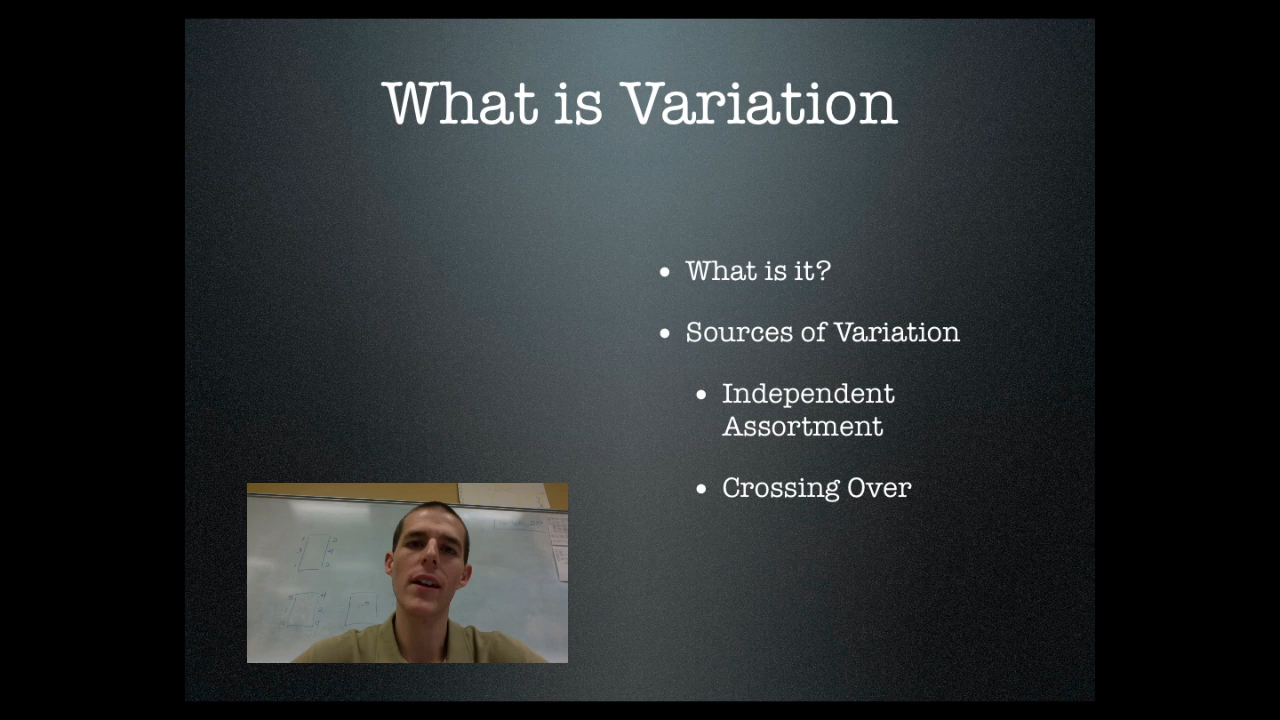 What is Variation
• What is it?
• Sources of Variation
• Independent
Assortment
• Crossing Over